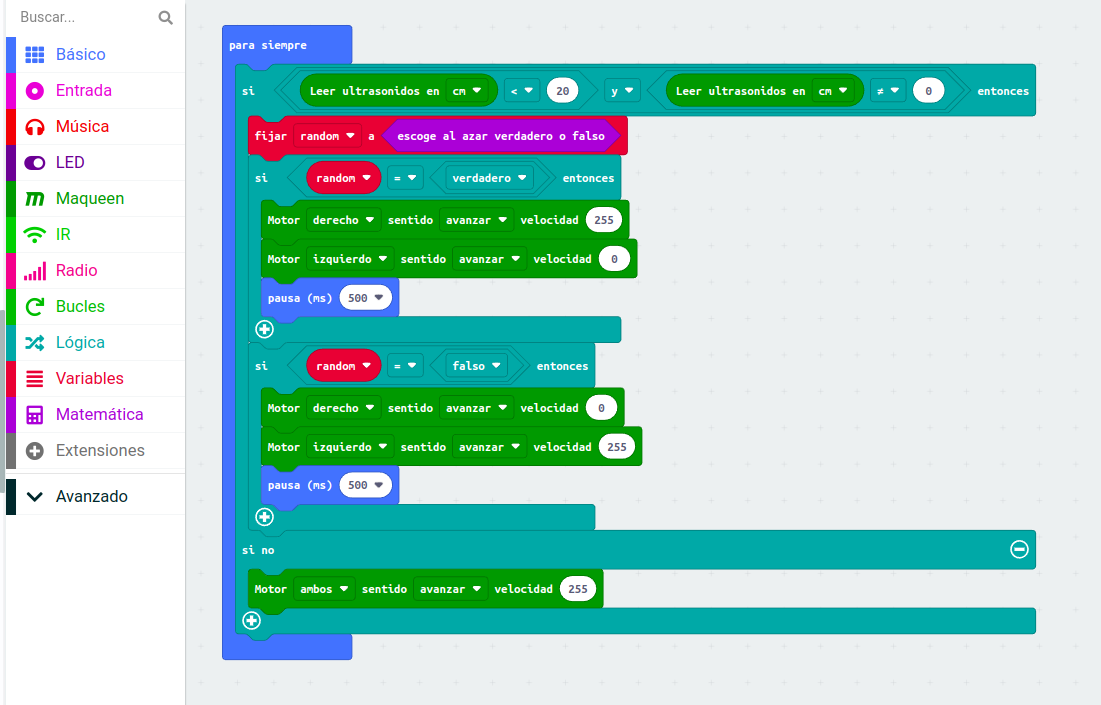 Buscar...
Básico
Entrada
Música
LED
Maqueen
IR
Radio
Bucles
Lógica
Variables
Matemática
Extensiones
Avanzado
para siempre
si Leer ultrasonidos en cm < 20 y Leer ultrasonidos en cm ≠ 0 entonces
fijar random a escoge al azar verdadero o falso
si random = verdadero entonces
Motor derecho sentido avanzar velocidad 255
Motor izquierdo sentido avanzar velocidad 0
pausa (ms) 500
si random = falso entonces
Motor derecho sentido avanzar velocidad 0
Motor izquierdo sentido avanzar velocidad 255
pausa (ms) 500
si no
Motor ambos sentido avanzar velocidad 255